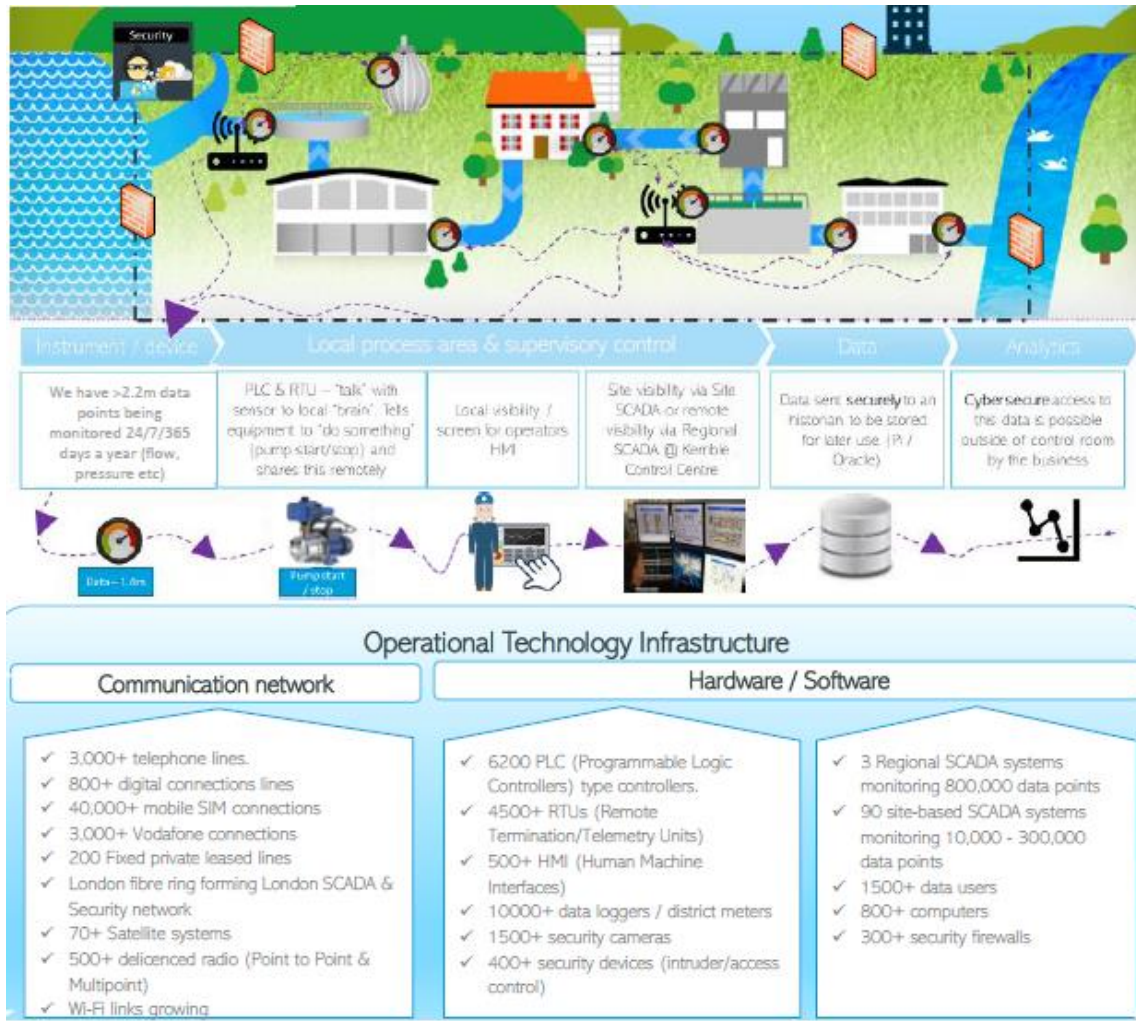 Security
Instrument / device
Local process area & supervisory control
Data
Analytics
We have >2.2m data
points being
monitored 24/7/365
days a year (flow,
pressure etc)
PLC & RTU – "talk" with
sensor to local "brain". Tells
equipment to "do something"
(pump start/stop) and
shares this remotely
Local visibility /
screen for operators
HMI
Site visibility via Site
SCADA or remote
visibility via Regional
SCADA @ Kemble
Control Centre
Data sent securely to an
historian to be stored
for later use. (Pi /
Oracle)
Cybersecure access to
this data is possible
outside of control room
by the business
Pump start
/ stop
Operational Technology Infrastructure
Communication network
Hardware / Software
✓ 3,000+ telephone lines.
✓ 800+ digital connections lines
✓ 40,000+ mobile SIM connections
✓ 3,000+ Vodafone connections
✓ 200 Fixed private leased lines
✓ London fibre ring forming London SCADA &
Security network
✓ 70+ Satellite systems
✓ 500+ delicenced radio (Point to Point &
Multipoint)
✓ Wi-Fi links growing
✓ 6200 PLC (Programmable Logic
Controllers) type controllers.
✓ 4500+ RTUs (Remote
Termination/Telemetry Units)
✓ 500+ HMI (Human Machine
Interfaces)
✓ 10000+ data loggers / district meters
✓ 1500+ security cameras
✓ 400+ security devices (intruder/access
control)
✓ 3 Regional SCADA systems
monitoring 800,000 data points
✓ 90 site-based SCADA systems
monitoring 10,000 - 300,000
data points
✓ 1500+ data users
✓ 800+ computers
✓ 300+ security firewalls